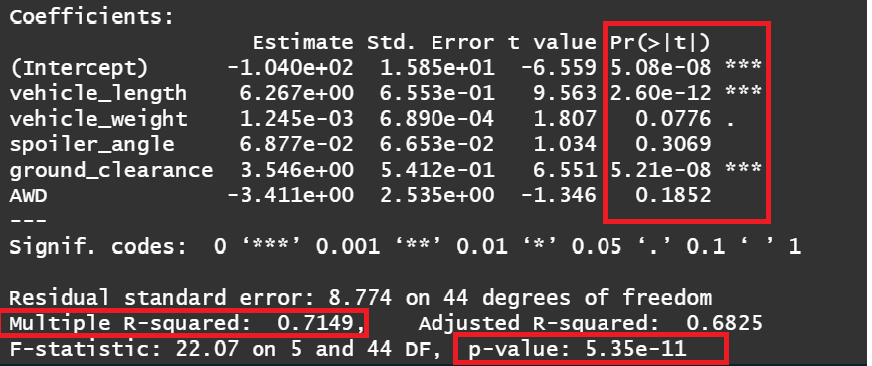 Coefficients:
Estimate Std. Error t value Pr(>|t|)
(Intercept) -1.040e+02 1.585e+01 -6.559 5.08e-08 ***
vehicle_length 6.267e+00 6.553e-01 9.563 2.60e-12 ***
vehicle_weight 1.245e-03 6.890e-04 1.807 0.0776 .
spoiler_angle 6.877e-02 6.653e-02 1.034 0.3069
ground_clearance 3.546e+00 5.412e-01 6.551 5.21e-08 ***
AWD -3.411e+00 2.535e+00 -1.346 0.1852
---
Signif. codes: 0 ‘***’ 0.001 ‘**’ 0.01 ‘*’ 0.05 ‘.’ 0.1 ‘ ’ 1
Residual standard error: 8.774 on 44 degrees of freedom
Multiple R-squared: 0.7149, Adjusted R-squared: 0.6825
F-statistic: 22.07 on 5 and 44 DF, p-value: 5.35e-11